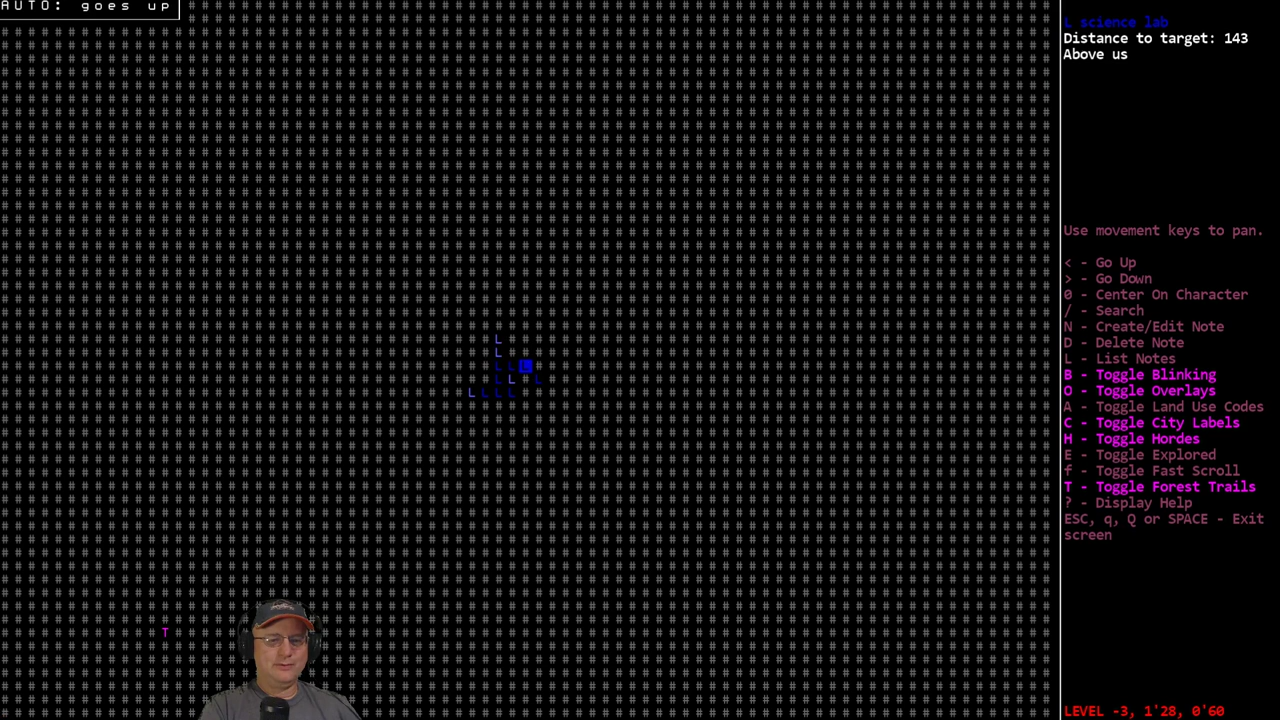 AUTO: goes up
L science lab
Distance to target: 143
Above us
Use movement keys to pan.
< - Go Up
> - Go Down
0 - Center On Character
/ - Search
N - Create/Edit Note
D - Delete Note
L - List Notes
B - Toggle Blinking
O - Toggle Overlays
A - Toggle Land Use Codes
C - Toggle City Labels
H - Toggle Hordes
E - Toggle Explored
f - Toggle Fast Scroll
T - Toggle Forest Trails
? - Display Help
ESC, q, Q or SPACE - Exit
screen
L
L
L L L
L L L
L L L L
T
LEVEL -3, 1'28, 0'60